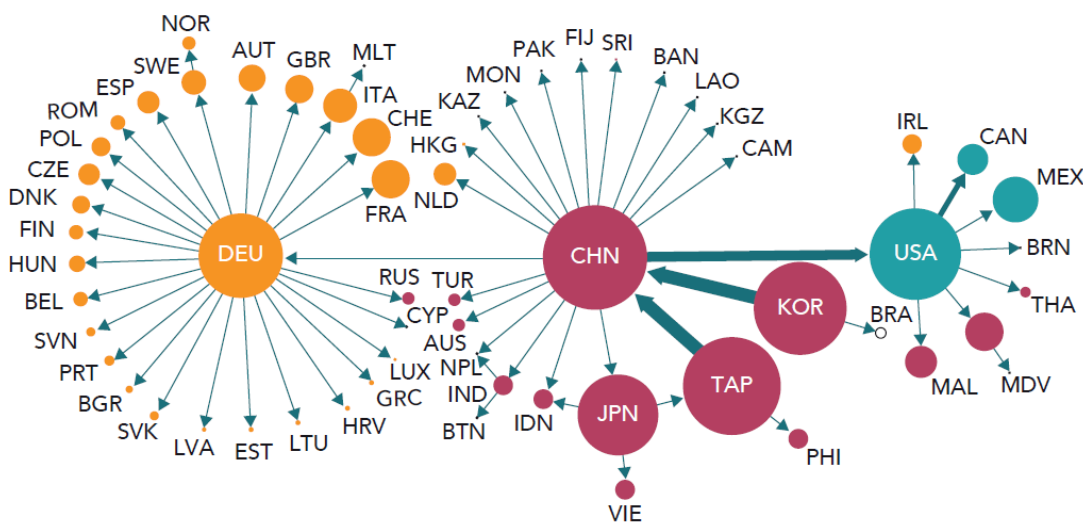 NOR
AUT
GBR
MLT
SWE
ESP
ITA
ROM
CHE
POL
CZE
DNK
FRA
FIN
DEU
HUN
BEL
RUS
CYP
SVN
PRT
LUX
BGR
GRC
SVK
HRV
LVA
EST
LTU
PAK
FIJ
SRI
BAN
MON
LAO
KAZ
KGZ
HKG
CAM
NLD
CHN
TUR
AUS
NPL
IND
BTN
IDN
JPN
TAP
KOR
BRA
PHI
VIE
IRL
CAN
MEX
USA
BRN
THA
MAL
MDV